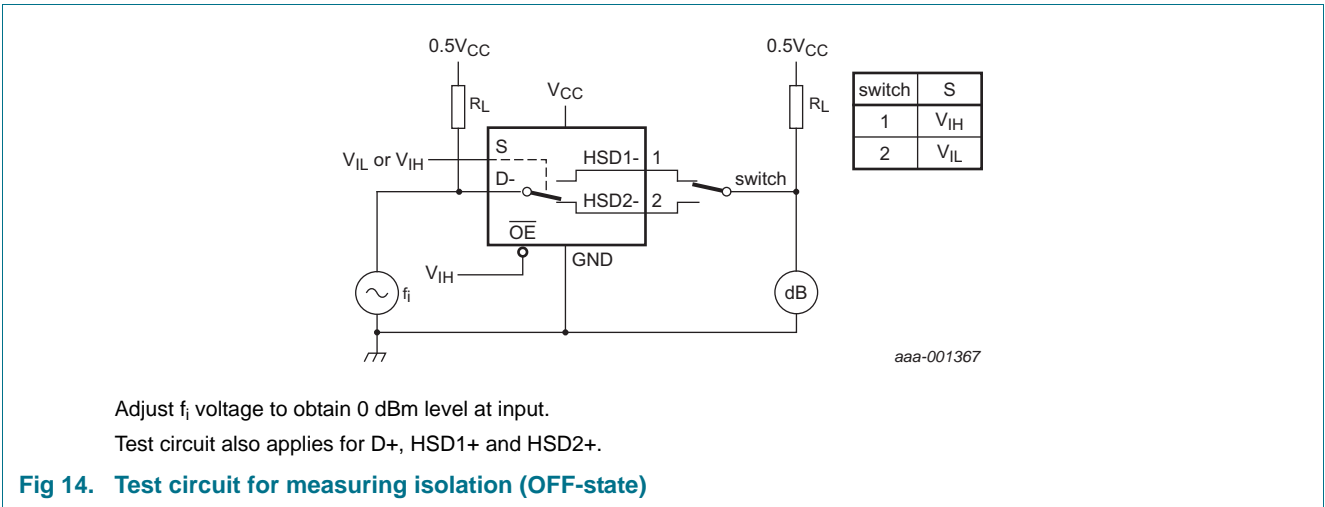 0.5VCC
0.5VCC
RL
VCC
RL
switch S
1 VIH
2 VIL
VIL or VIH
S
HSD1- 1
D-
switch
HSD2- 2
OE
GND
VIH
fi
dB
aaa-001367
Adjust fi voltage to obtain 0 dBm level at input.
Test circuit also applies for D+, HSD1+ and HSD2+.
Fig 14. Test circuit for measuring isolation (OFF-state)